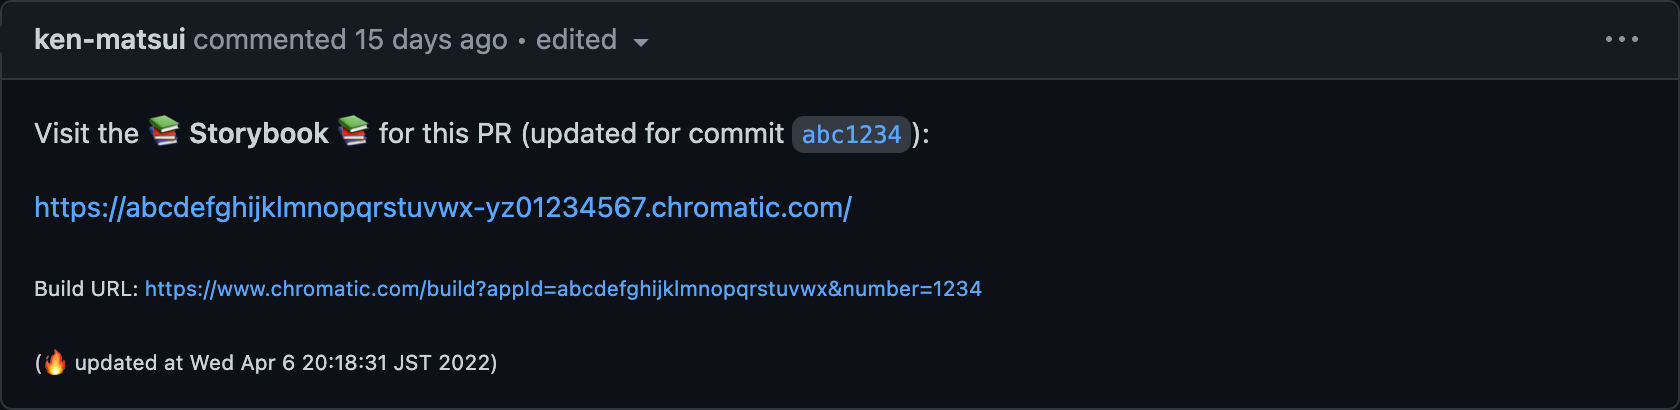 ken-matsui commented 15 days ago • edited
Visit the 📚 Storybook 📚 for this PR (updated for commit abc1234):
https://abcdefghijklmnopqrstuvwx-yz01234567.chromatic.com/
Build URL: https://www.chromatic.com/build?appId=abcdefghijklmnopqrstuvwx&number=1234
(🔥 updated at Wed Apr 6 20:18:31 JST 2022)